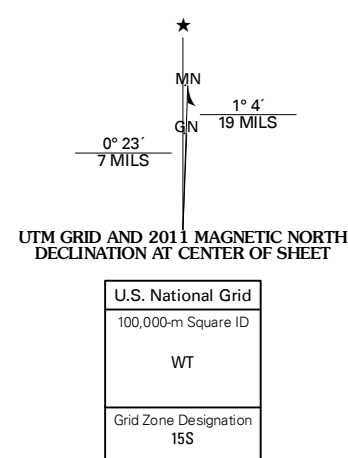 ★
MN
1° 4´
19 MILS
GN
0° 23´
7 MILS
UTM GRID AND 2011 MAGNETIC NORTH
DECLINATION AT CENTER OF SHEET
U.S. National Grid
100,000-m Square ID
WT
Grid Zone Designation
15S